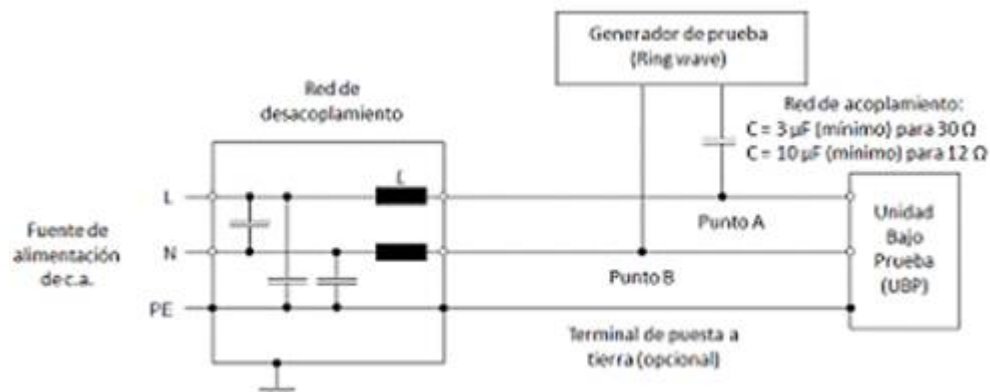 Generador de prueba
(Ring wave)
Red de
desacoplamiento
Red de acoplamiento:
C = 3 µF (mínimo) para 30 Ω
C = 10 µF (mínimo) para 12 Ω
L
L
Fuente de
alimentación
de c.a.
N
PE
Punto A
Punto B
Unidad
Bajo
Prueba
(UBP)
Terminal de puesta a
tierra (opcional)